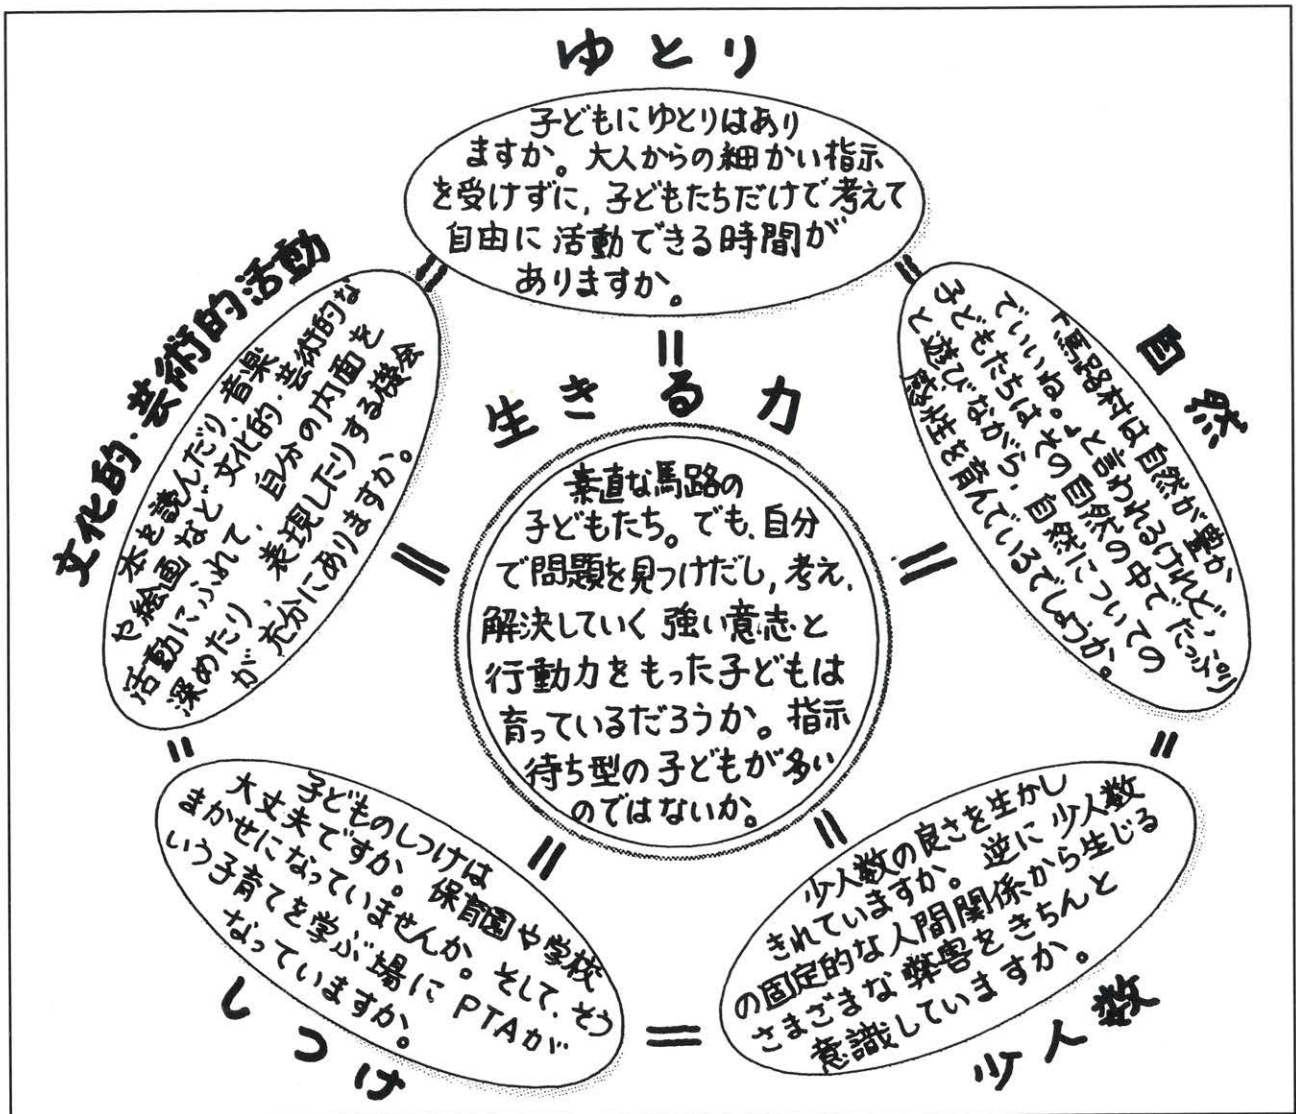 ゆとり
子どもにゆとりはあり
ますか。大人からの細かい指示
を受けずに,子どもたちだけで考えて
自由に活動できる時間が
ありますか。
自然
「馬路村は自然が豊か
でいいね。」と言われるけれど、
子どもたちはその自然の中でたっぷり
と遊びながら,自然についての
感性を育んでいるでしょうか。
文化的・芸術的活動
本を読んだり、音楽
や絵画など文化的・芸術的な
活動にふれて、自分の内面を
深めたり、表現したりする機会
が充分にありますか。
生きる力
素直な馬路の
子どもたち。でも、自分
で問題を見つけだし,考え,
解決していく強い意志と
行動力をもった子どもは
育っているだろうか。指示
待ち型の子どもが多い
のではないか。
子どものしつけは
大丈夫ですか。保育園や学校
まかせになっていませんか。そして、そう
いう子育てを学ぶ場にPTAが
なっていますか。
しつけ
少人数の良さを生かし
きれていますか。逆に少人数
の固定的な人間関係から生じる
さまざまな弊害をきちんと
意識していますか。
少人数